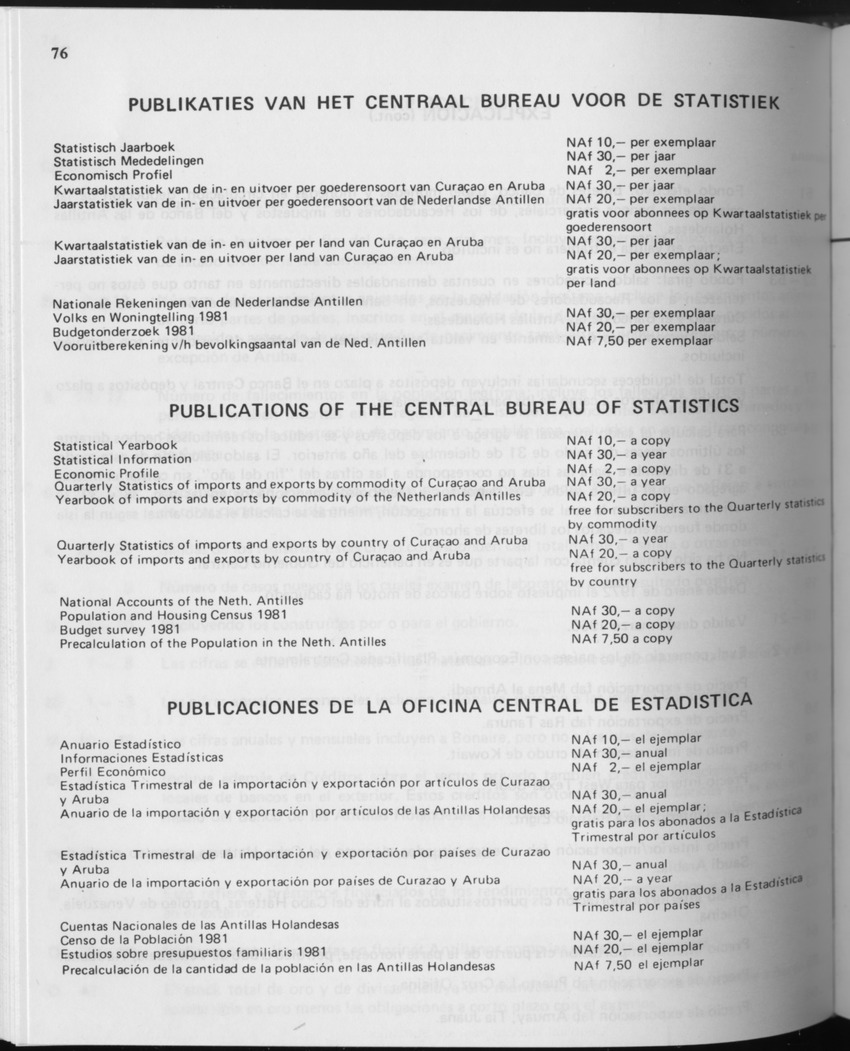 76
PUBLIKATIES VAN HET CENTRAAL BUREAU VOOR DE STATISTIEK
Statistisch Jaarboek NAf 10,— per exemplaar
Statistisch Mededelingen NAf 30,— per jaar
Economisch Profiel NAf 2,— per exemplaar
Kwartaalstatistiek van de in- en uitvoer per goederensoort van Curaçao en Aruba NAf 30,— per jaar
Jaarstatistiek van de in- en uitvoer per goederensoort van de Nederlandse Antillen NAf 20,— per exemplaar
gratis voor abonnees op Kwartaalstatistiek per
goederensoort
Kwartaalstatistiek van de in- en uitvoer per land van Curaçao en Aruba NAf 30,— per jaar
Jaarstatistiek van de in- en uitvoer per land van Curaçao en Aruba NAf 20,— per exemplaar;
gratis voor abonnees op Kwartaalstatistiek
per land
Nationale Rekeningen van de Nederlandse Antillen
Volks en Woningtelling 1981 NAf 30,— per exemplaar
Budgetonderzoek 1981 NAf 20,— per exemplaar
Vooruitberekening v/h bevolkingsaantal van de Ned. Antillen NAf 7,50 per exemplaar
PUBLICATIONS OF THE CENTRAL BUREAU OF STATISTICS
Statistical Yearbook NAf 10,— a copy
Statistical Information NAf 30,— a year
Economic Profile NAf 2,— a copy
Quarterly Statistics of imports and exports by commodity of Curaçao and Aruba NAf 30,— a year
Yearbook of imports and exports by commodity of the Netherlands Antilles NAf 20,— a copy
free for subscribers to the Quarterly statistics
by commodity
Quarterly Statistics of imports and exports by country of Curaçao and Aruba NAf 30,— a year
Yearbook of imports and exports by country of Curaçao and Aruba NAf 20,— a copy
free for subscribers to the Quarterly statistics
by country
National Accounts of the Neth. Antilles
Population and Housing Census 1981 NAf 30,— a copy
Budget survey 1981 NAf 20,— a copy
Precalculation of the Population in the Neth. Antilles NAf 7,50 a copy
PUBLICACIONES DE LA OFICINA CENTRAL DE ESTADISTICA
Anuario Estadístico NAf 10,— el ejemplar
Informaciones Estadísticas NAf 30,— anual
Perfil Económico NAf 2,— el ejemplar
Estadística Trimestral de la importación y exportación por artículos de Curazao
y Aruba NAf 30,— anual
Anuario de la importación y exportación por artículos de las Antillas Holandesas NAf 20,— el ejemplar;
gratis para los abonados a la Estadística
Trimestral por artículos
Estadística Trimestral de la importación y exportación por países de Curazao
y Aruba NAf 30,— anual
Anuario de la importación y exportación por países de Curazao y Aruba NAf 20,— a year
gratis para los abonados a la Estadística
Trimestral por países
Cuentas Nacionales de las Antillas Holandesas
Censo de la Población 1981 NAf 30,— el ejemplar
Estudios sobre presupuestos familiaris 1981 NAf 20,— el ejemplar
Precalculación de la cantidad de la población en las Antillas Holandesas NAf 7,50 el ejemplar